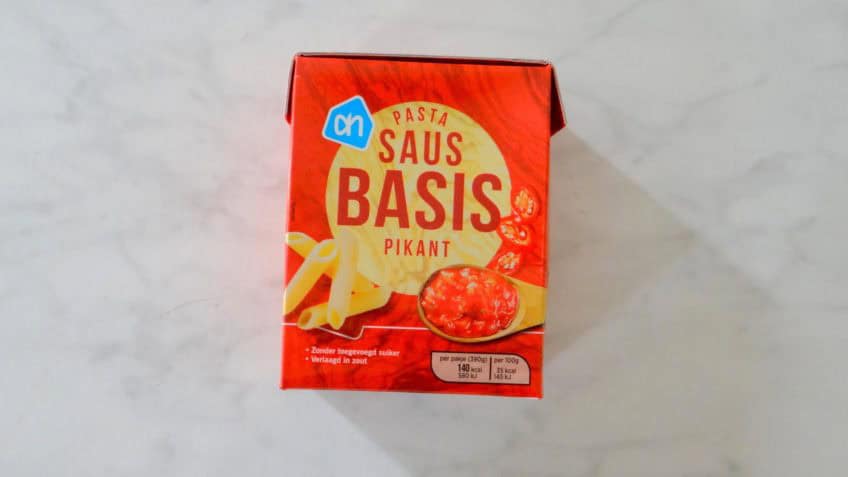 ah
PASTA
SAUS
BASIS
PIKANT
• Zonder toegevoegd suiker
• Verlaagd in zout
per pakje (390g) per 100g
140 kcal 35 kcal
580 kJ 145 kJ